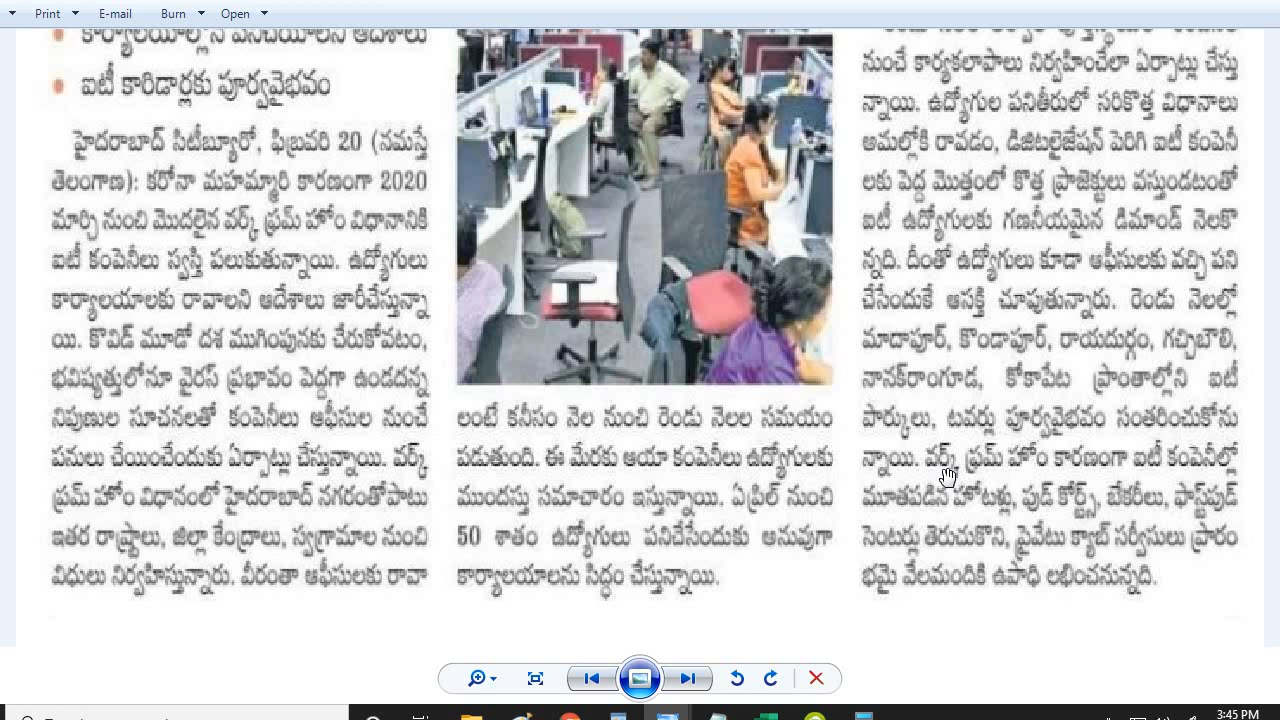 Print
E-mail
Burn
Open
ఐటీ కారిడార్లకు పూర్వవైభవం
హైదరాబాద్ సిటీబ్యూరో, ఫిబ్రవరి 20 (నమస్తే
తెలంగాణ): కరోనా మహమ్మారి కారణంగా 2020
మార్చి నుంచి మొదలైన వర్క్ ఫ్రమ్ హోం విధానానికి
ఐటీ కంపెనీలు స్వస్తి పలుకుతున్నాయి. ఉద్యోగులు
కార్యాలయాలకు రావాలని ఆదేశాలు జారీచేస్తున్నా
యి. కొవిడ్ మూడో దశ ముగింపునకు చేరుకోవటం,
భవిష్యత్తులోనూ వైరస్ ప్రభావం పెద్దగా ఉండదన్న
నిపుణుల సూచనలతో కంపెనీలు ఆఫీసుల నుంచే
పనులు చేయించేందుకు ఏర్పాట్లు చేస్తున్నాయి. వర్క్
ఫ్రమ్ హోం విధానంలో హైదరాబాద్ నగరంతోపాటు
ఇతర రాష్ట్రాలు, జిల్లా కేంద్రాలు, స్వగ్రామాల నుంచి
విధులు నిర్వహిస్తున్నారు. వీరంతా ఆఫీసులకు రావా
లంటే కనీసం నెల నుంచి రెండు నెలల సమయం
పడుతుంది. ఈ మేరకు ఆయా కంపెనీలు ఉద్యోగులకు
ముందస్తు సమాచారం ఇస్తున్నాయి. ఏప్రిల్ నుంచి
50 శాతం ఉద్యోగులు పనిచేసేందుకు అనువుగా
కార్యాలయాలను సిద్ధం చేస్తున్నాయి.
నుంచే కార్యకలాపాలు నిర్వహించేలా ఏర్పాట్లు చేస్తు
న్నాయి. ఉద్యోగుల పనితీరులో సరికొత్త విధానాలు
అమల్లోకి రావడం, డిజిటలైజేషన్ పెరిగి ఐటీ కంపెనీ
లకు పెద్ద మొత్తంలో కొత్త ప్రాజెక్టులు వస్తుండటంతో
ఐటీ ఉద్యోగులకు గణనీయమైన డిమాండ్ నెలకొ
న్నది. దీంతో ఉద్యోగులు కూడా ఆఫీసులకు వచ్చి పని
చేసేందుకే ఆసక్తి చూపుతున్నారు. రెండు నెలల్లో
మాదాపూర్, కొండాపూర్, రాయదుర్గం, గచ్చిబౌలి,
నానక్‌రాంగూడ, కోకాపేట ప్రాంతాల్లోని ఐటీ
పార్కులు, టవర్లు పూర్వవైభవం సంతరించుకోను
న్నాయి. వర్క్ ఫ్రమ్ హోం కారణంగా ఐటీ కంపెనీల్లో
మూతపడిన హోటళ్లు, ఫుడ్ కోర్ట్స్, బేకరీలు, ఫాస్ట్‌ఫుడ్
సెంటర్లు తెరుచుకొని, ప్రైవేటు క్యాబ్ సర్వీసులు ప్రారం
భమై వేలమందికి ఉపాధి లభించనున్నది.
3:45 PM